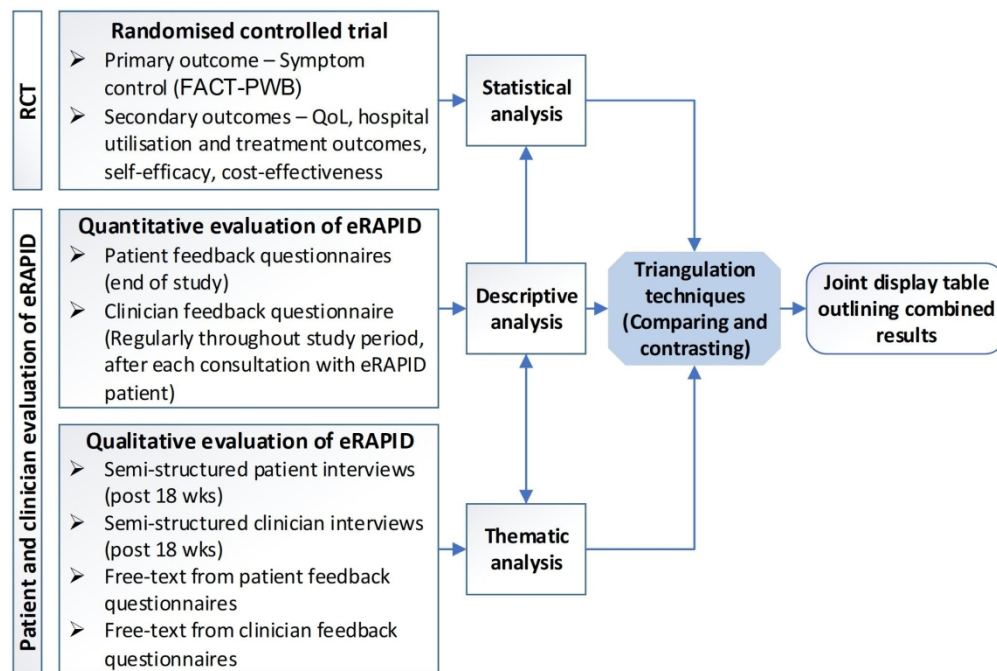 RCT
Randomised controlled trial
➢ Primary outcome – Symptom
control (FACT-PWB)
➢ Secondary outcomes – QoL, hospital
utilisation and treatment outcomes,
self-efficacy, cost-effectiveness
Statistical
analysis
Patient and clinician evaluation of eRAPID
Quantitative evaluation of eRAPID
➢ Patient feedback questionnaires
(end of study)
➢ Clinician feedback questionnaire
(Regularly throughout study period,
after each consultation with eRAPID
patient)
Descriptive
analysis
Triangulation
techniques
(Comparing and
contrasting)
Joint display table
outlining combined
results
Qualitative evaluation of eRAPID
➢ Semi-structured patient interviews
(post 18 wks)
➢ Semi-structured clinician interviews
(post 18 wks)
➢ Free-text from patient feedback
questionnaires
➢ Free-text from clinician feedback
questionnaires
Thematic
analysis